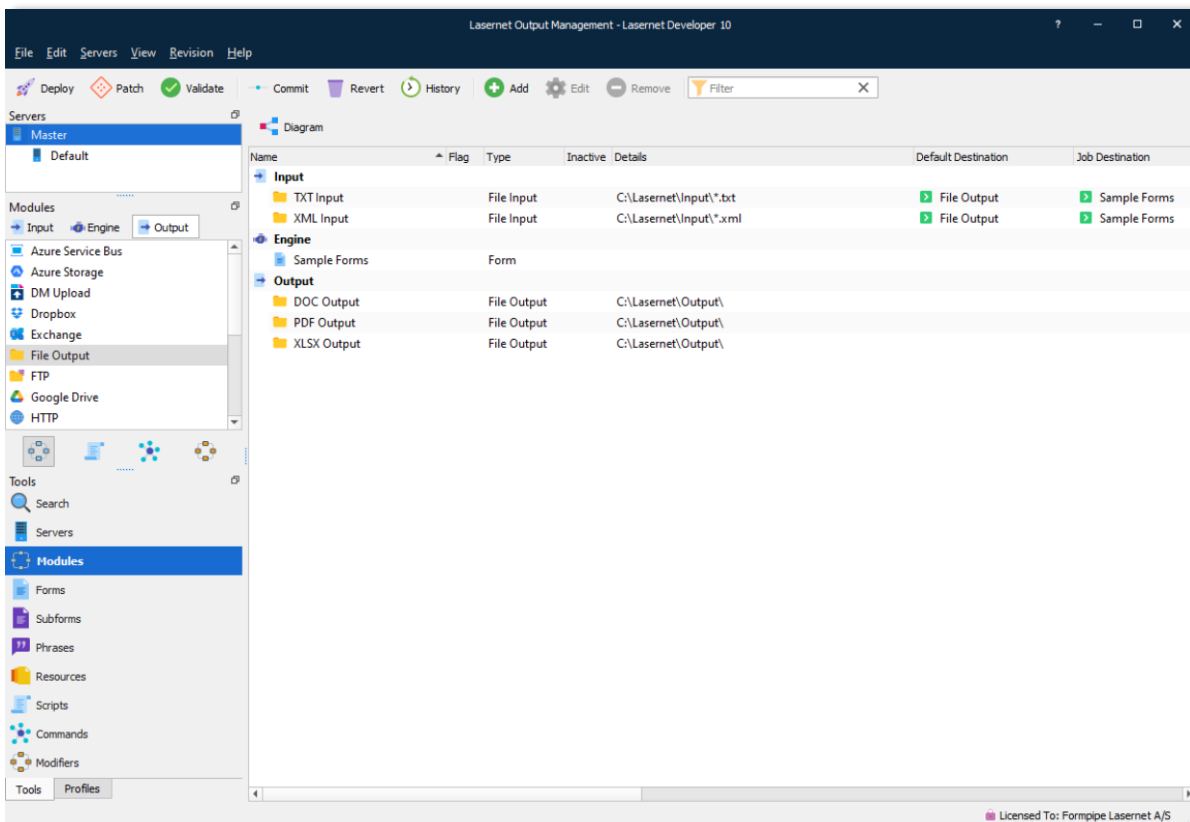 Lasernet Output Management - Lasernet Developer 10 ?
File Edit Servers View Revision Help
Deploy Patch Validate Commit Revert History Add Edit Remove Filter
Servers
Master
Default
Modules
Input Engine Output
Azure Service Bus
Azure Storage
DM Upload
Dropbox
Exchange
File Output
FTP
Google Drive
HTTP
Tools
Search
Servers
Modules
Forms
Subforms
Phrases
Resources
Scripts
Commands
Modifiers
Tools Profiles
Diagram
Name Flag Type Inactive Details Default Destination Job Destination
Input
TXT Input File Input C:\Lasernet\Input\*.txt File Output Sample Forms
XML Input File Input C:\Lasernet\Input\*.xml File Output Sample Forms
Engine
Sample Forms Form
Output
DOC Output File Output C:\Lasernet\Output\
PDF Output File Output C:\Lasernet\Output\
XLSX Output File Output C:\Lasernet\Output\
Licensed To: Formpipe Lasernet A/S